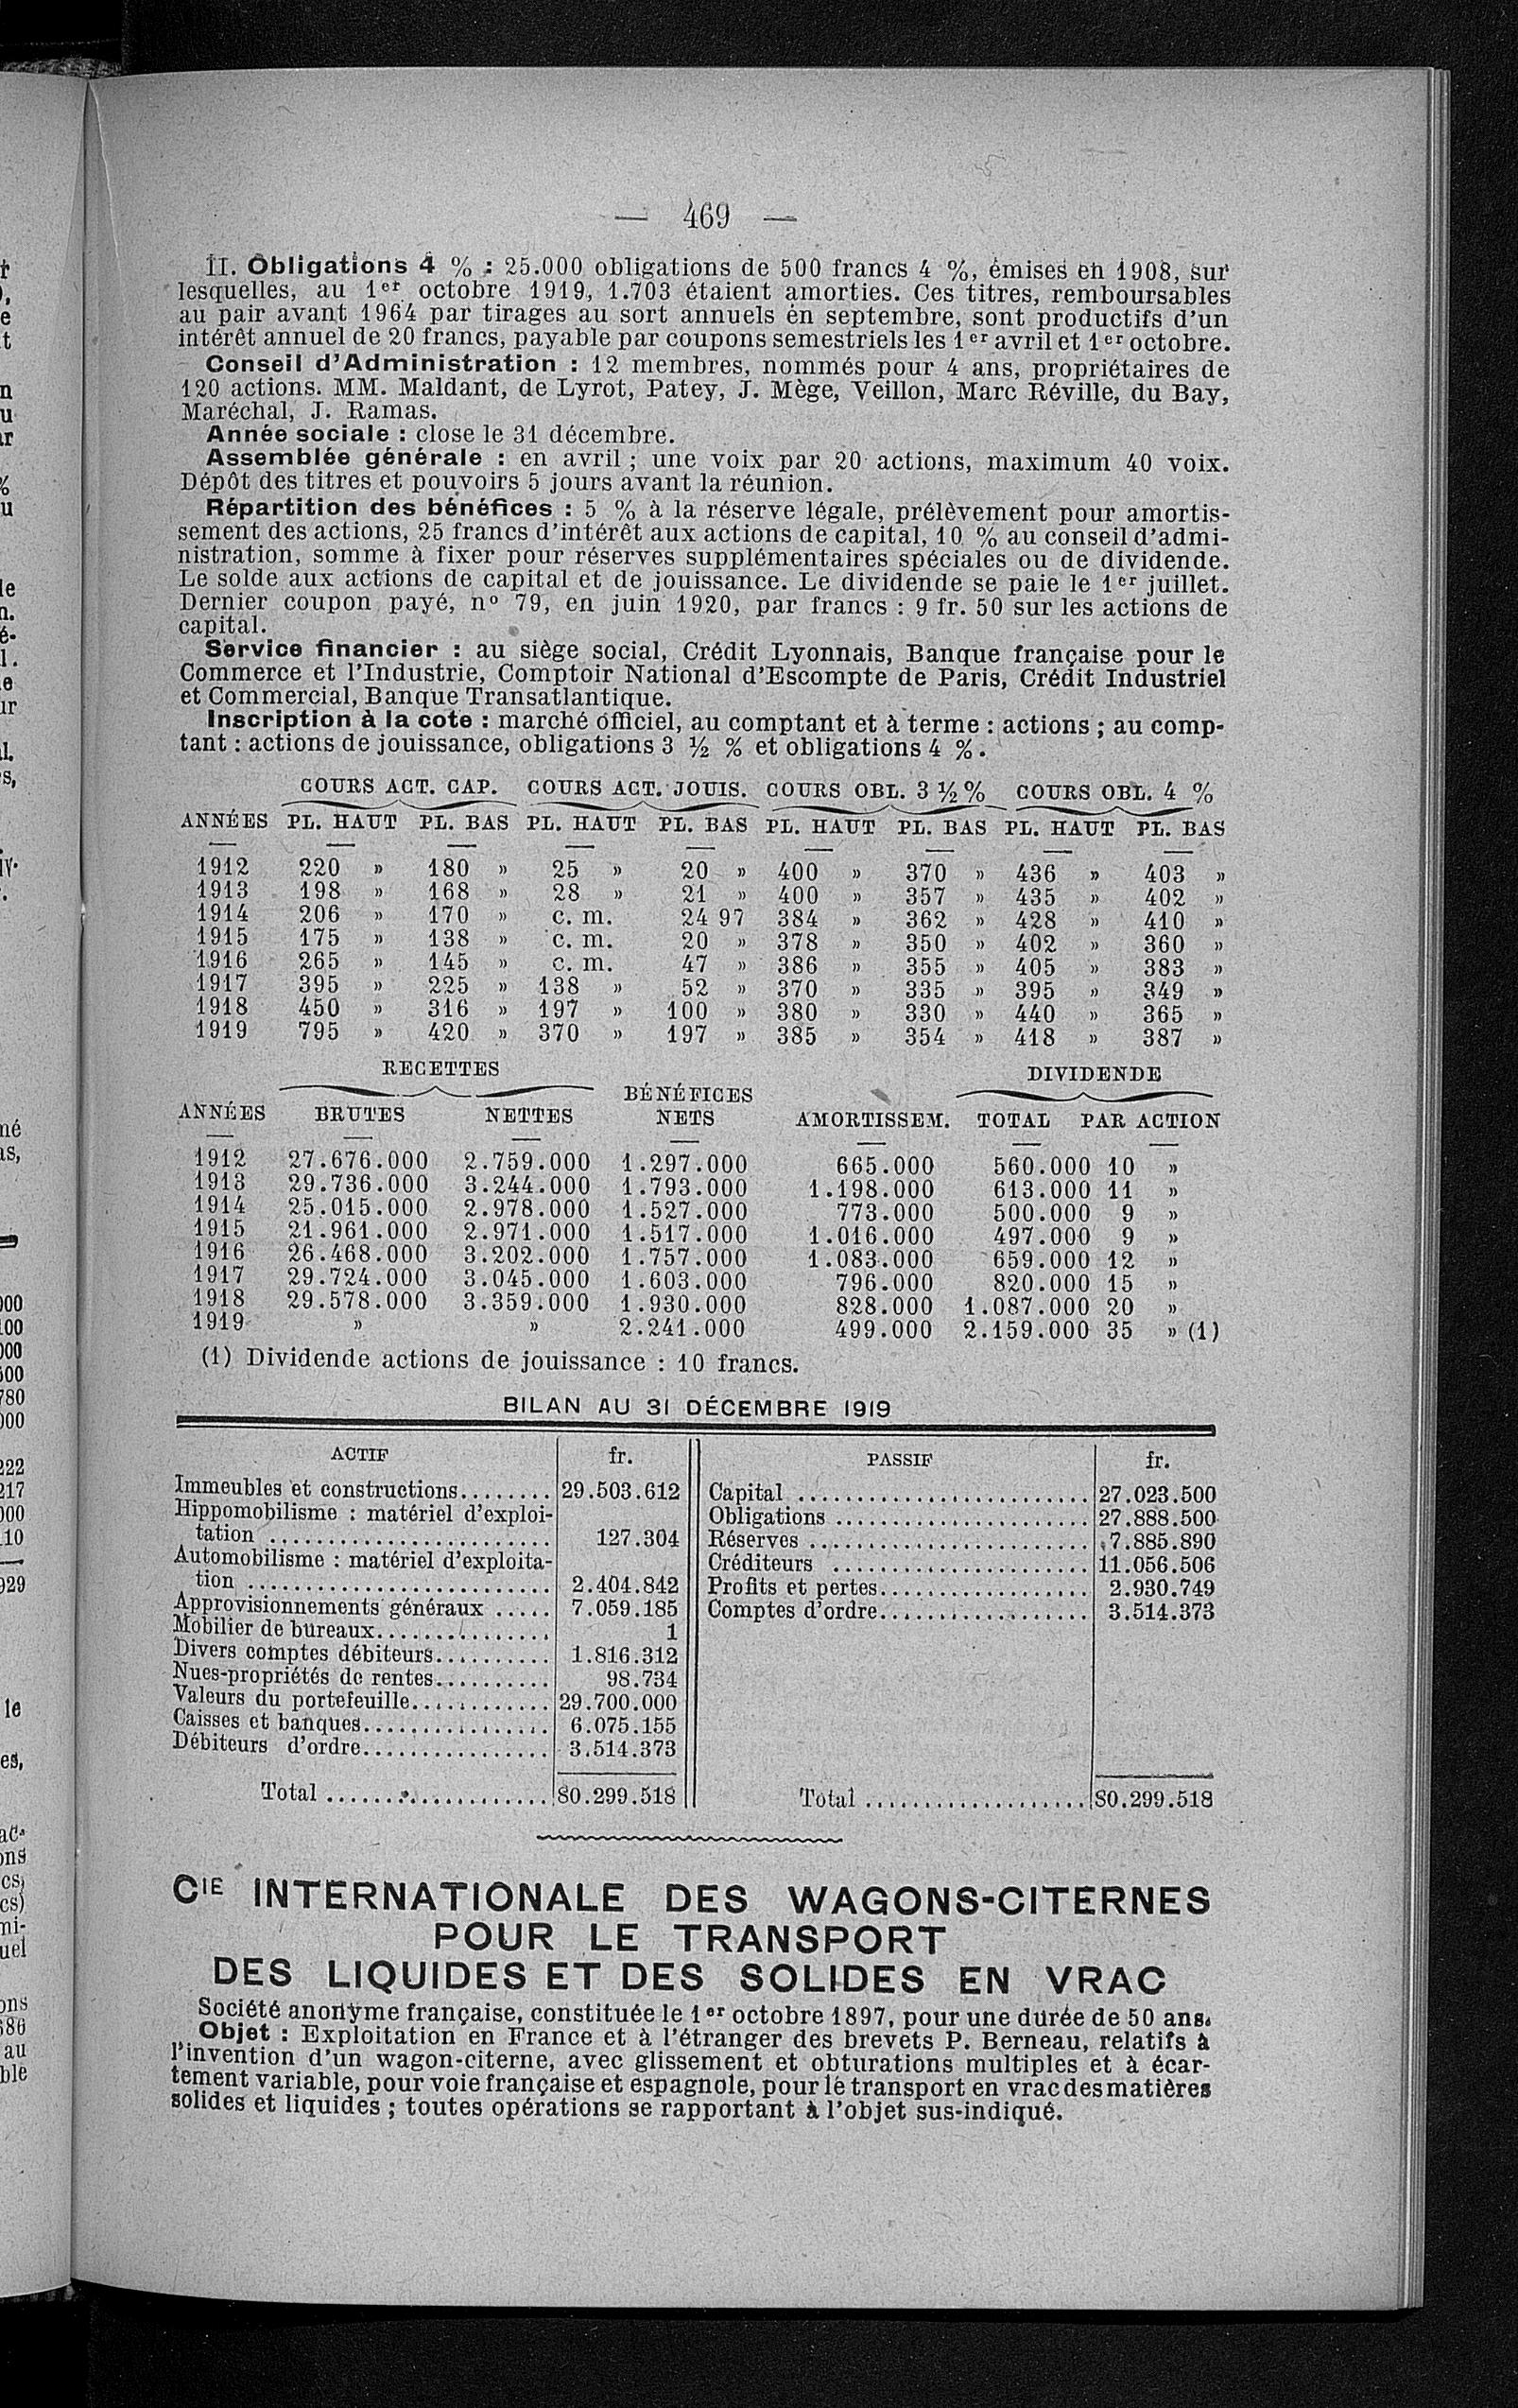 — 469 —
II. Obligations 4 % : 25.000 obligations de 500 francs 4 %, émises en 1908, sur
lesquelles, au 1er octobre 1919, 1.703 étaient amorties. Ces titres, remboursables
au pair avant 1964 par tirages au sort annuels en septembre, sont productifs d'un
intérêt annuel de 20 francs, payable par coupons semestriels les 1er avril et 1er octobre.
Conseil d'Administration : 12 membres, nommés pour 4 ans, propriétaires de
120 actions. MM. Maldant, de Lyrot, Patey, J. Mège, Veillon, Marc Réville, du Bay,
Maréchal, J. Ramas.
Année sociale : close le 31 décembre.
Assemblée générale : en avril ; une voix par 20 actions, maximum 40 voix.
Dépôt des titres et pouvoirs 5 jours avant la réunion.
Répartition des bénéfices : 5 % à la réserve légale, prélèvement pour amortis-
sement des actions, 25 francs d'intérêt aux actions de capital, 10 % au conseil d'admi-
nistration, somme à fixer pour réserves supplémentaires spéciales ou de dividende.
Le solde aux actions de capital et de jouissance. Le dividende se paie le 1er juillet.
Dernier coupon payé, no 79, en juin 1920, par francs : 9 fr. 50 sur les actions de
capital.
Service financier : au siège social, Crédit Lyonnais, Banque française pour le
Commerce et l'Industrie, Comptoir National d'Escompte de Paris, Crédit Industriel
et Commercial, Banque Transatlantique.
Inscription à la cote : marché officiel, au comptant et à terme : actions ; au comp-
tant : actions de jouissance, obligations 3 ½ % et obligations 4 %.
COURS ACT. CAP. COURS ACT. JOUIS. COURS OBL. 3 ½ % COURS OBL. 4 %
ANNÉES PL. HAUT PL. BAS PL. HAUT PL. BAS PL. HAUT PL. BAS PL. HAUT PL. BAS
1912 220 » 180 » 25 » 20 » 400 » 370 » 436 » 403 »
1913 198 » 168 » 28 » 21 » 400 » 357 » 435 » 402 »
1914 206 » 170 » c. m. 24 97 384 » 362 » 428 » 410 »
1915 175 » 138 » c. m. 20 » 378 » 350 » 402 » 360 »
1916 265 » 145 » c. m. 47 » 386 » 355 » 405 » 383 »
1917 395 » 225 » 138 » 52 » 370 » 335 » 395 » 349 »
1918 450 » 316 » 197 » 100 » 380 » 330 » 440 » 365 »
1919 795 » 420 » 370 » 197 » 385 » 354 » 418 » 387 »
RECETTES BÉNÉFICES DIVIDENDE
ANNÉES BRUTES NETTES NETS AMORTISSEM. TOTAL PAR ACTION
1912 27.676.000 2.759.000 1.297.000 665.000 560.000 10 »
1913 29.736.000 3.244.000 1.793.000 1.198.000 613.000 11 »
1914 25.015.000 2.978.000 1.527.000 773.000 500.000 9 »
1915 21.961.000 2.971.000 1.517.000 1.016.000 497.000 9 »
1916 26.468.000 3.202.000 1.757.000 1.083.000 659.000 12 »
1917 29.724.000 3.045.000 1.603.000 796.000 820.000 15 »
1918 29.578.000 3.359.000 1.930.000 828.000 1.087.000 20 »
1919 » » 2.241.000 499.000 2.159.000 35 » (1)
(1) Dividende actions de jouissance : 10 francs.
BILAN AU 31 DÉCEMBRE 1919
ACTIF fr.
Immeubles et constructions........ 29.503.612
Hippomobilisme : matériel d'exploi-
tation ........................ 127.304
Automobilisme : matériel d'exploita-
tion .......................... 2.404.842
Approvisionnements généraux ..... 7.059.185
Mobilier de bureaux............... 1
Divers comptes débiteurs.......... 1.816.312
Nues-propriétés de rentes.......... 98.734
Valeurs du portefeuille............ 29.700.000
Caisses et banques................ 6.075.155
Débiteurs d'ordre................ 3.514.373
Total ................... 80.299.518
PASSIF fr.
Capital ......................... 27.023.500
Obligations ...................... 27.888.500
Réserves ........................ 7.885.890
Créditeurs ...................... 11.056.506
Profits et pertes.................. 2.930.749
Comptes d'ordre.................. 3.514.373
Total ................... 80.299.518
CIE INTERNATIONALE DES WAGONS-CITERNES
POUR LE TRANSPORT
DES LIQUIDES ET DES SOLIDES EN VRAC
Société anonyme française, constituée le 1er octobre 1897, pour une durée de 50 ans.
Objet : Exploitation en France et à l'étranger des brevets P. Berneau, relatifs à
l'invention d'un wagon-citerne, avec glissement et obturations multiples et à écar-
tement variable, pour voie française et espagnole, pour le transport en vrac des matières
solides et liquides ; toutes opérations se rapportant à l'objet sus-indiqué.